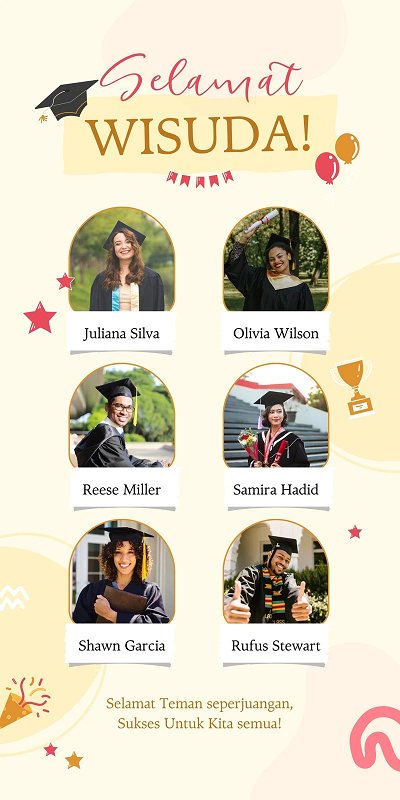 Selamat
WISUDA!
Juliana Silva
Olivia Wilson
Reese Miller
Samira Hadid
Shawn Garcia
Rufus Stewart
Selamat Teman seperjuangan,
Sukses Untuk Kita semua!